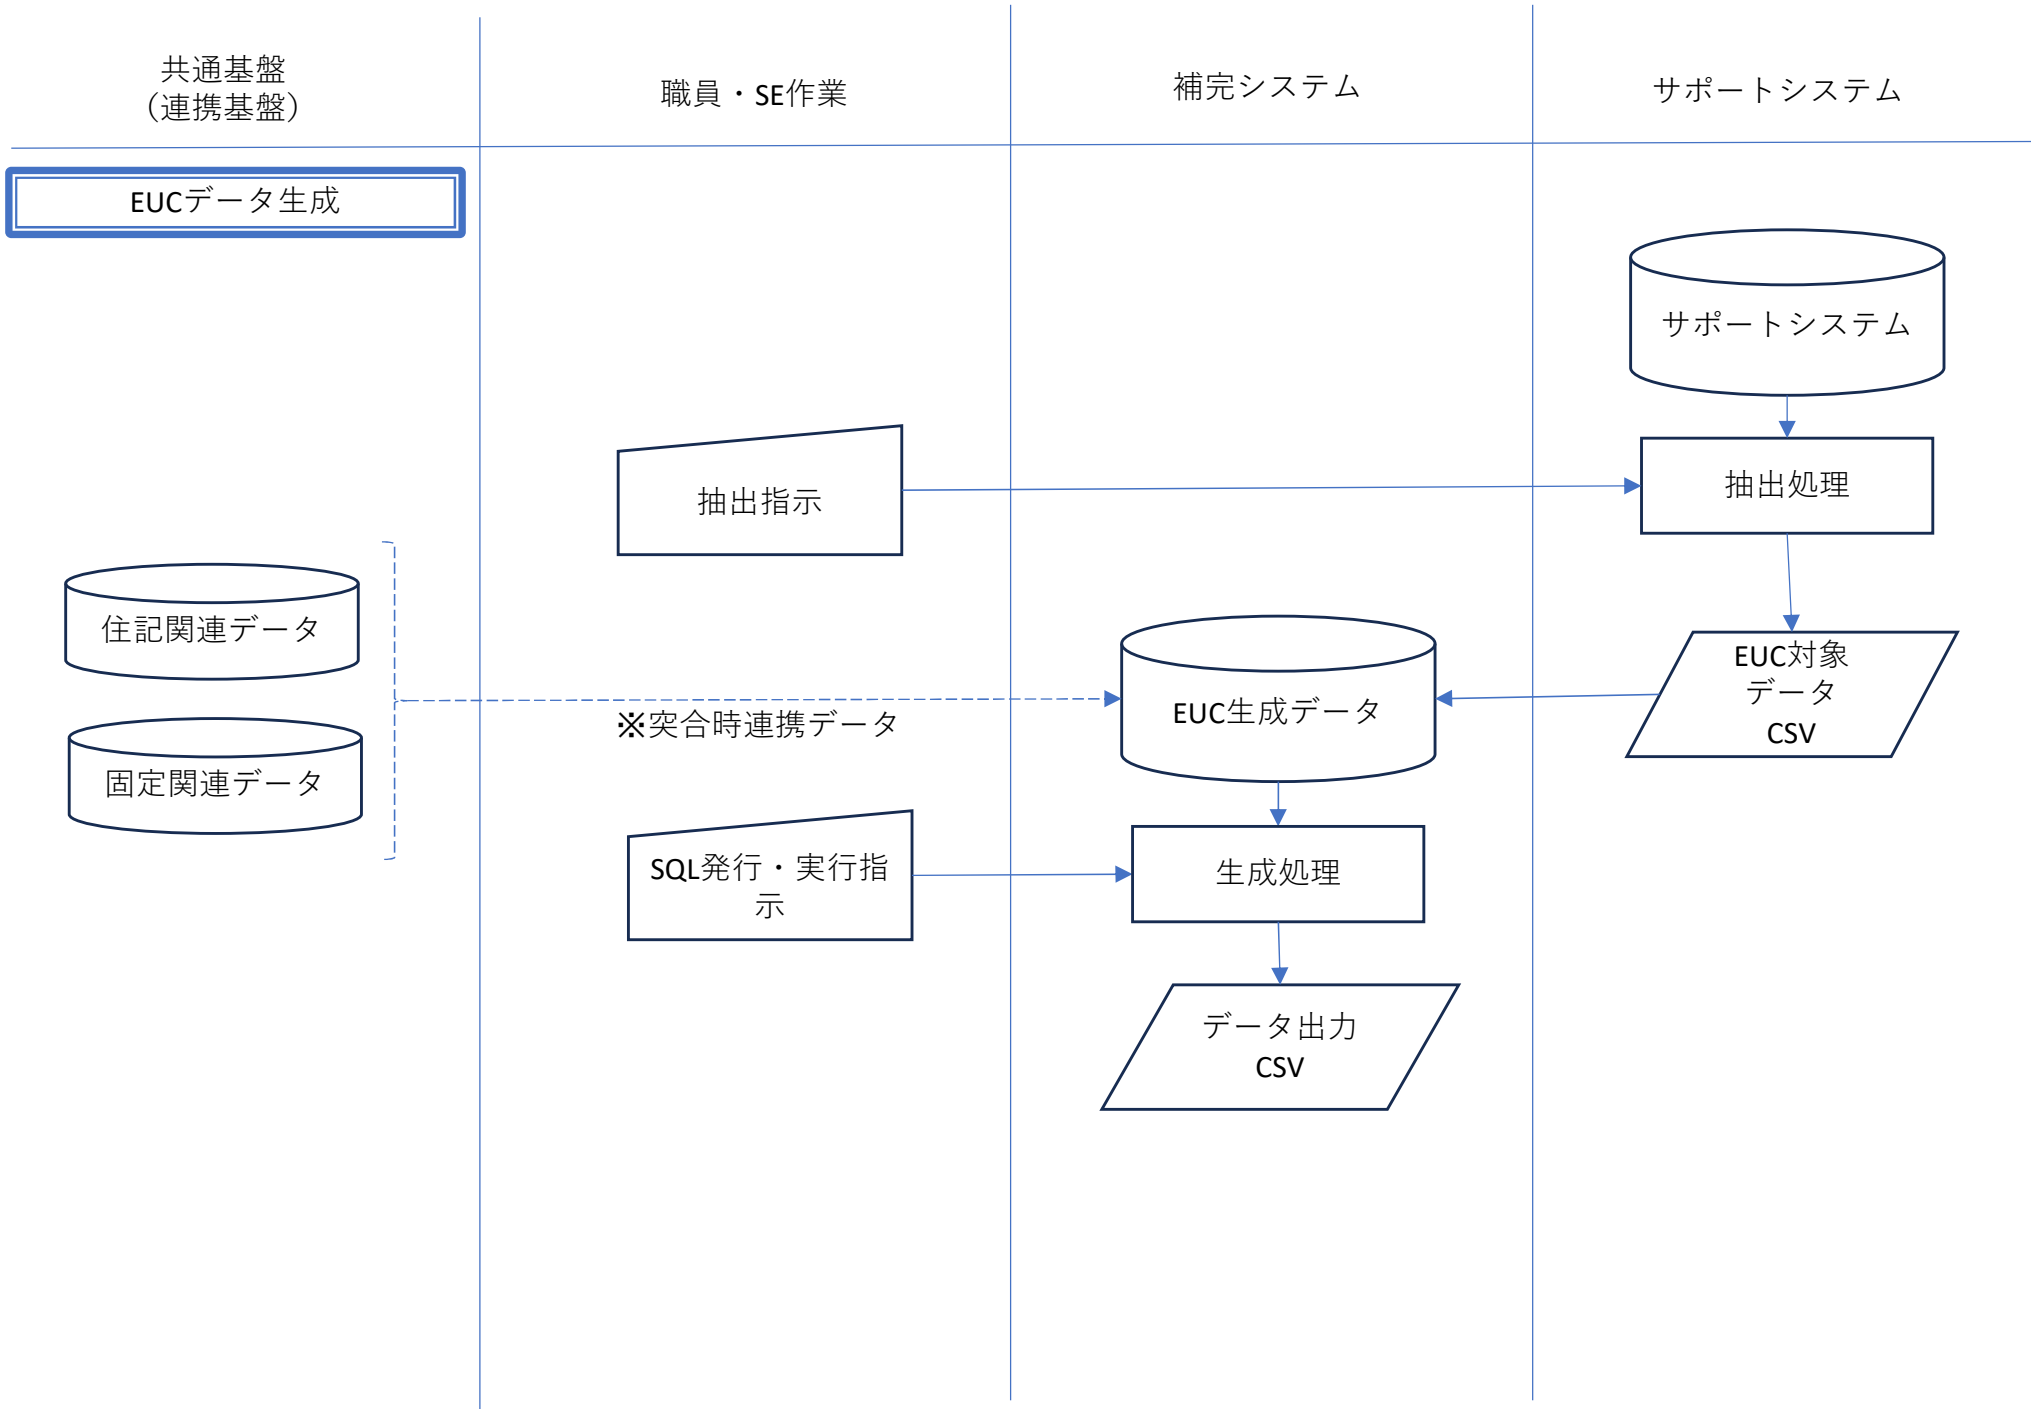 共通基盤
（連携基盤）
職員・SE作業
補完システム
サポートシステム
EUCデータ生成
サポートシステム
抽出指示
抽出処理
住記関連データ
固定関連データ
※突合時連携データ
EUC生成データ
EUC対象
データ
CSV
SQL発行・実行指
示
生成処理
データ出力
CSV